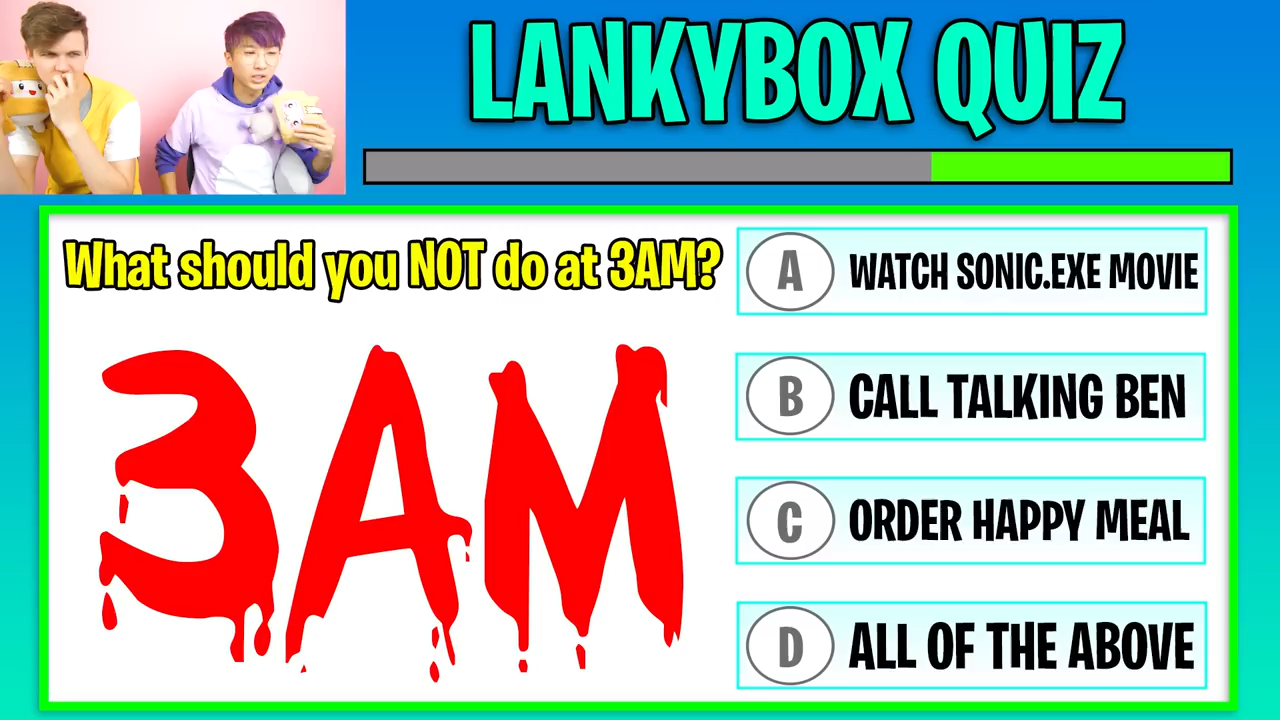 LANKYBOX QUIZ
What should you NOT do at 3AM?
3AM
A WATCH SONIC.EXE MOVIE
B CALL TALKING BEN
C ORDER HAPPY MEAL
D ALL OF THE ABOVE